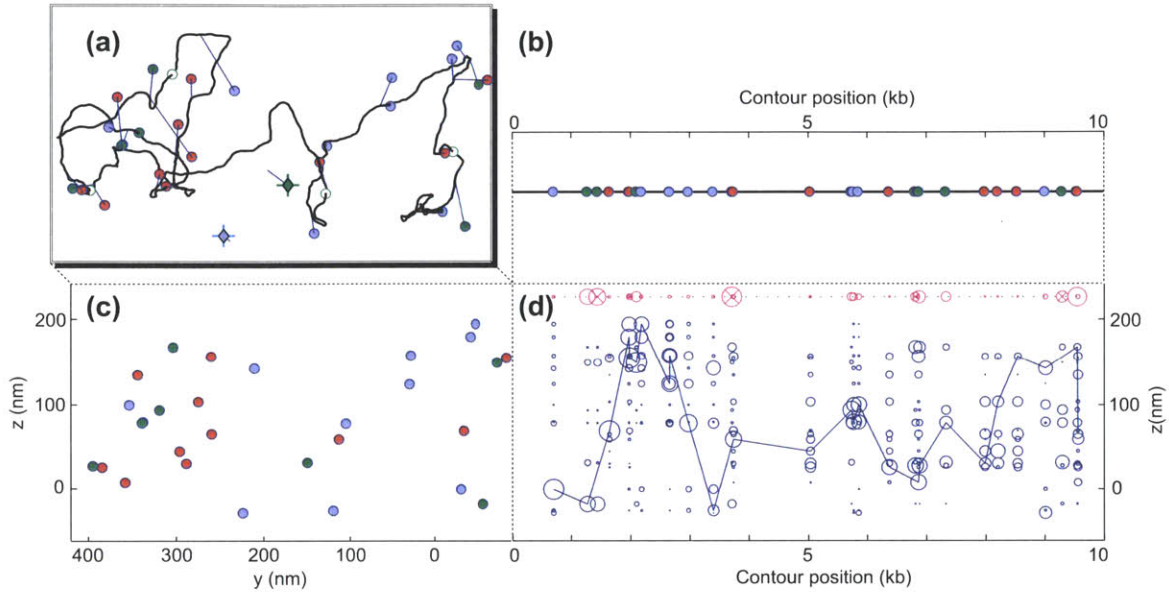 (a)
(b)
Contour position (kb)
0 5 10
(c)
(d)
200
100
0
z (nm)
400 300 200 100 0
y (nm)
200
100
0
z(nm)
0 5 10
Contour position (kb)